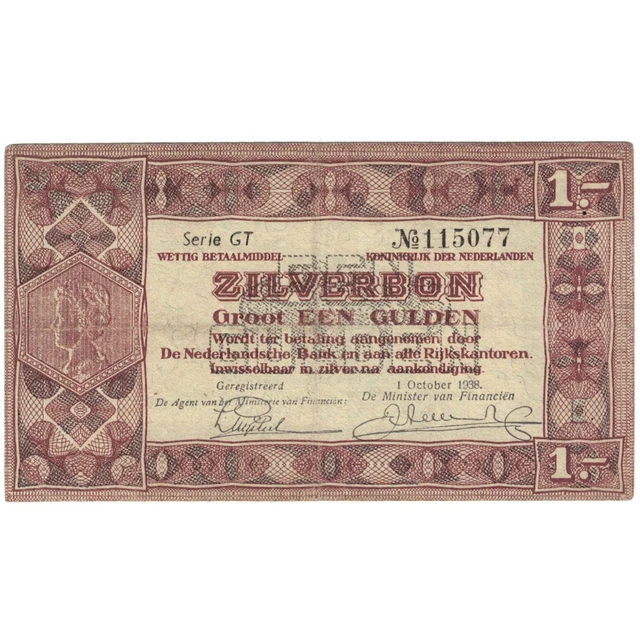 1.-
Serie GT № 115077
WETTIG BETAALMIDDEL KONINKRIJK DER NEDERLANDEN
ZILVERBON
Groot EEN GULDEN
Wordt ter betaling aangenomen door
De Nederlandsche Bank en aan alle Rijkskantoren.
Inwisselbaar in zilver na aankondiging
Geregistreerd 1 October 1938.
De Agent van het Ministerie van Financiën: De Minister van Financiën
1.-